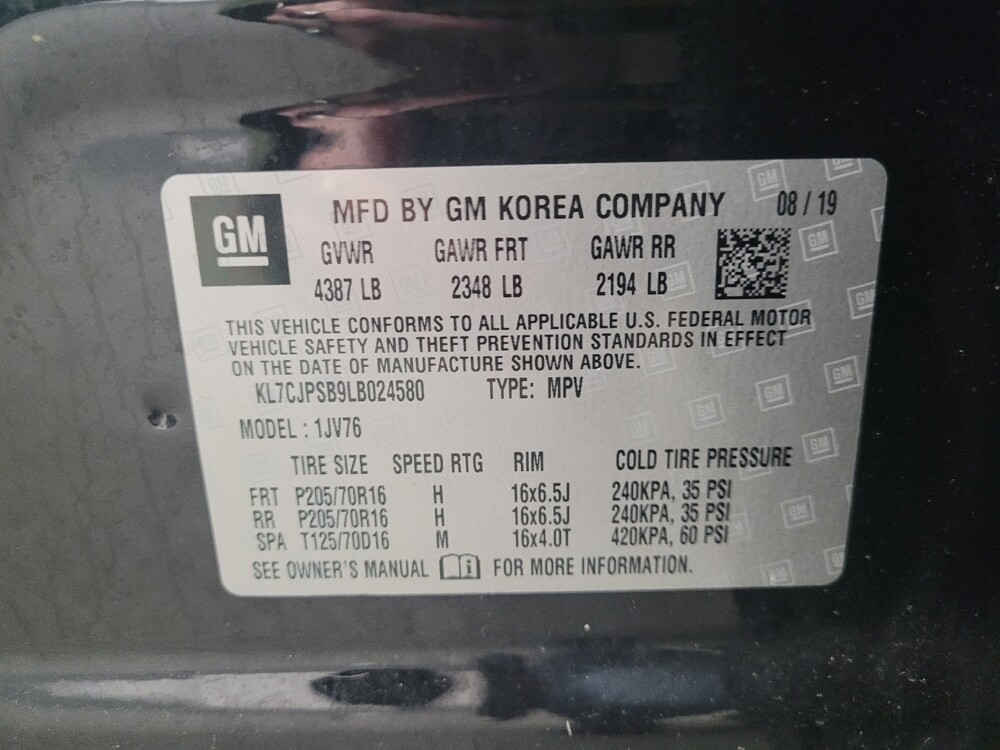 GM
MFD BY GM KOREA COMPANY 08 / 19
GVWR GAWR FRT GAWR RR
4387 LB 2348 LB 2194 LB
THIS VEHICLE CONFORMS TO ALL APPLICABLE U.S. FEDERAL MOTOR
VEHICLE SAFETY AND THEFT PREVENTION STANDARDS IN EFFECT
ON THE DATE OF MANUFACTURE SHOWN ABOVE.
KL7CJPSB9LB024580 TYPE: MPV
MODEL : 1JV76
TIRE SIZE SPEED RTG RIM COLD TIRE PRESSURE
FRT P205/70R16 H 16x6.5J 240KPA, 35 PSI
RR P205/70R16 H 16x6.5J 240KPA, 35 PSI
SPA T125/70D16 M 16x4.0T 420KPA, 60 PSI
SEE OWNER'S MANUAL i FOR MORE INFORMATION.